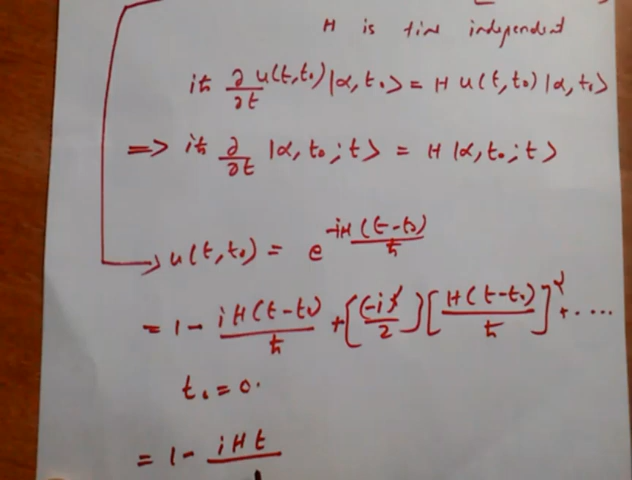 H is time independent
iħ ∂/∂t u(t,t₀)|α,t₀> = H u(t,t₀)|α,t₀>
=> iħ ∂/∂t |α,t₀;t> = H|α,t₀;t>
u(t,t₀) = e^(-iH(t-t₀)/ħ)
= 1 - iH(t-t₀)/ħ + [(-i)²/2][H(t-t₀)/ħ]² + ....
t₀ = 0.
= 1 - iHt